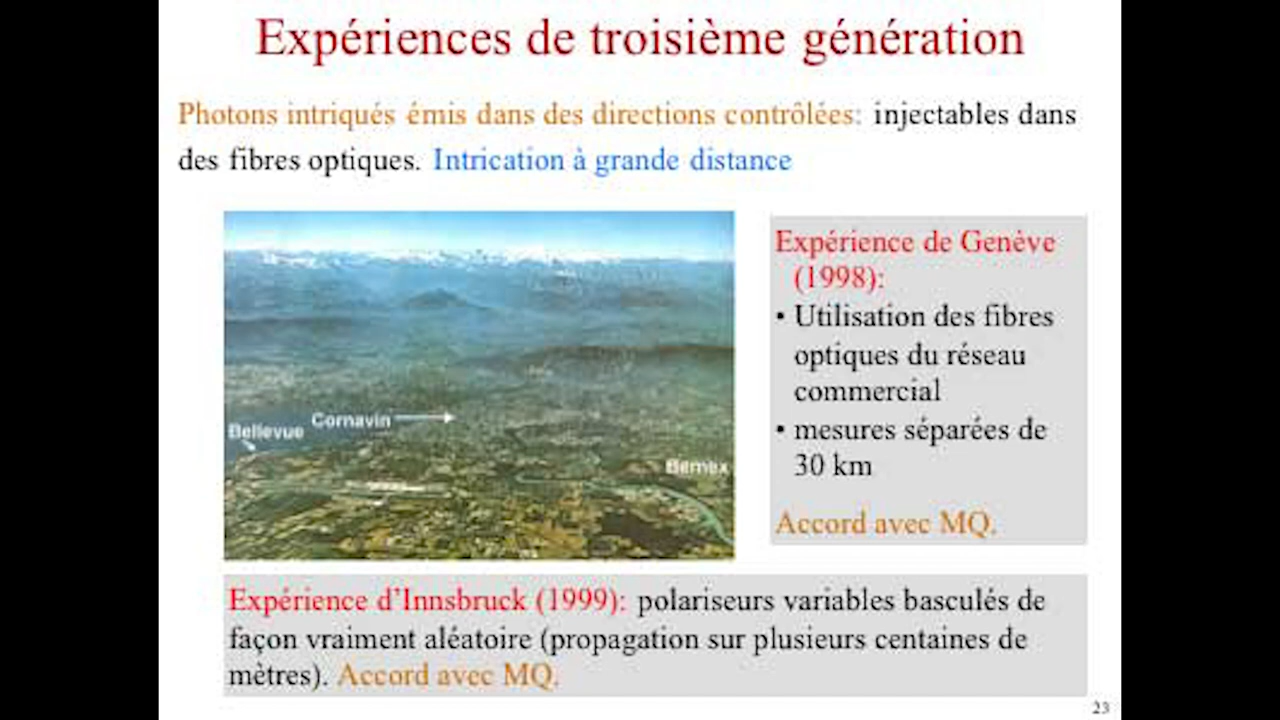 Expériences de troisième génération
Photons intriqués émis dans des directions contrôlées: injectables dans
des fibres optiques. Intrication à grande distance
Expérience de Genève
(1998):
• Utilisation des fibres
optiques du réseau
commercial
• mesures séparées de
30 km
Accord avec MQ.
Cornavin
Bellevue
Bernex
Expérience d'Innsbruck (1999): polariseurs variables basculés de
façon vraiment aléatoire (propagation sur plusieurs centaines de
mètres). Accord avec MQ.
23